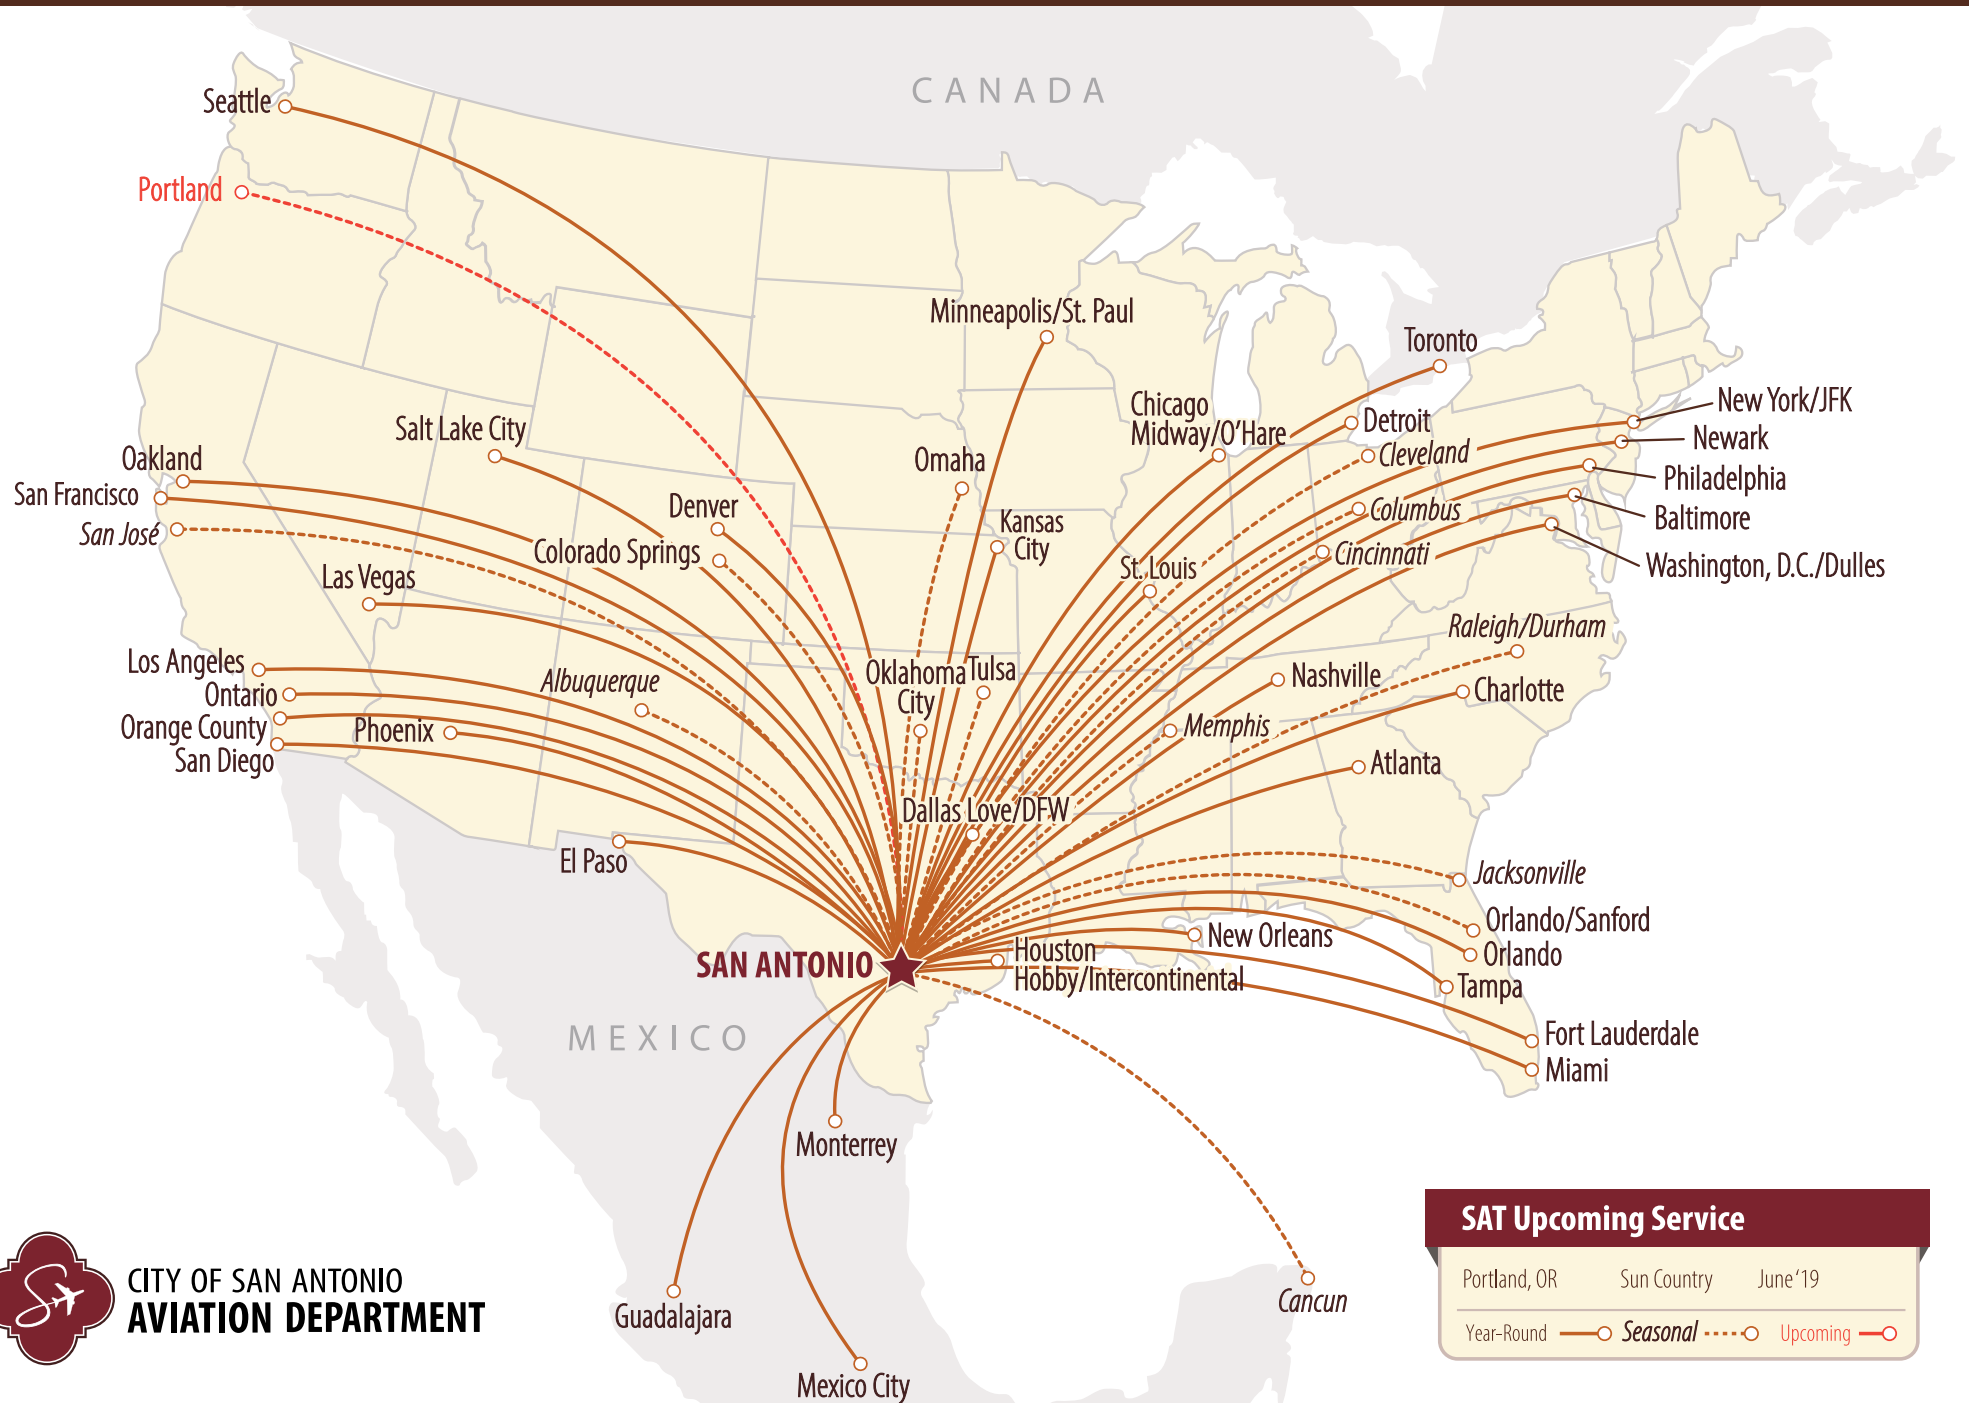 CANADA
Seattle
Portland
Minneapolis/St. Paul
Toronto
New York/JFK
Chicago
Midway/O'Hare
Detroit
Newark
Salt Lake City
Cleveland
Oakland
Omaha
Philadelphia
San Francisco
Denver
Columbus
Baltimore
San José
Kansas
City
Colorado Springs
Cincinnati
St. Louis
Washington, D.C./Dulles
Las Vegas
Raleigh/Durham
Los Angeles
Albuquerque
Oklahoma
City
Tulsa
Nashville
Ontario
Charlotte
Orange County
Phoenix
Memphis
San Diego
Atlanta
Dallas Love/DFW
El Paso
Jacksonville
Orlando/Sanford
New Orleans
Orlando
SAN ANTONIO
Houston
Hobby/Intercontinental
Tampa
MEXICO
Fort Lauderdale
Miami
Monterrey
SAT Upcoming Service
Portland, OR Sun Country June '19
Year-Round Seasonal Upcoming
Cancun
Guadalajara
Mexico City
CITY OF SAN ANTONIO
AVIATION DEPARTMENT